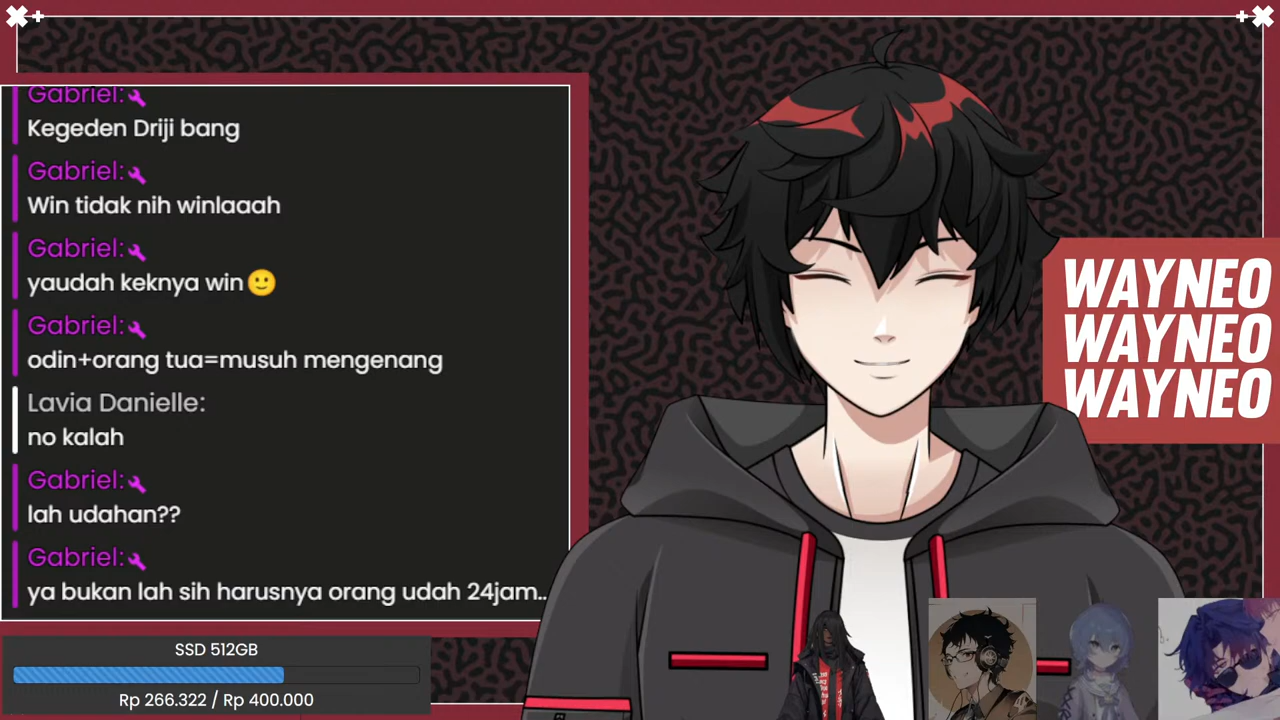 Gabriel:
Kegeden Driji bang
Gabriel:
Win tidak nih winlaaah
Gabriel:
yaudah keknya win🙂
Gabriel:
odin+orang tua=musuh mengenang
Lavia Danielle:
no kalah
Gabriel:
lah udahan??
Gabriel:
ya bukan lah sih harusnya orang udah 24jam..
SSD 512GB
Rp 266.322 / Rp 400.000
WAYNEO
WAYNEO
WAYNEO